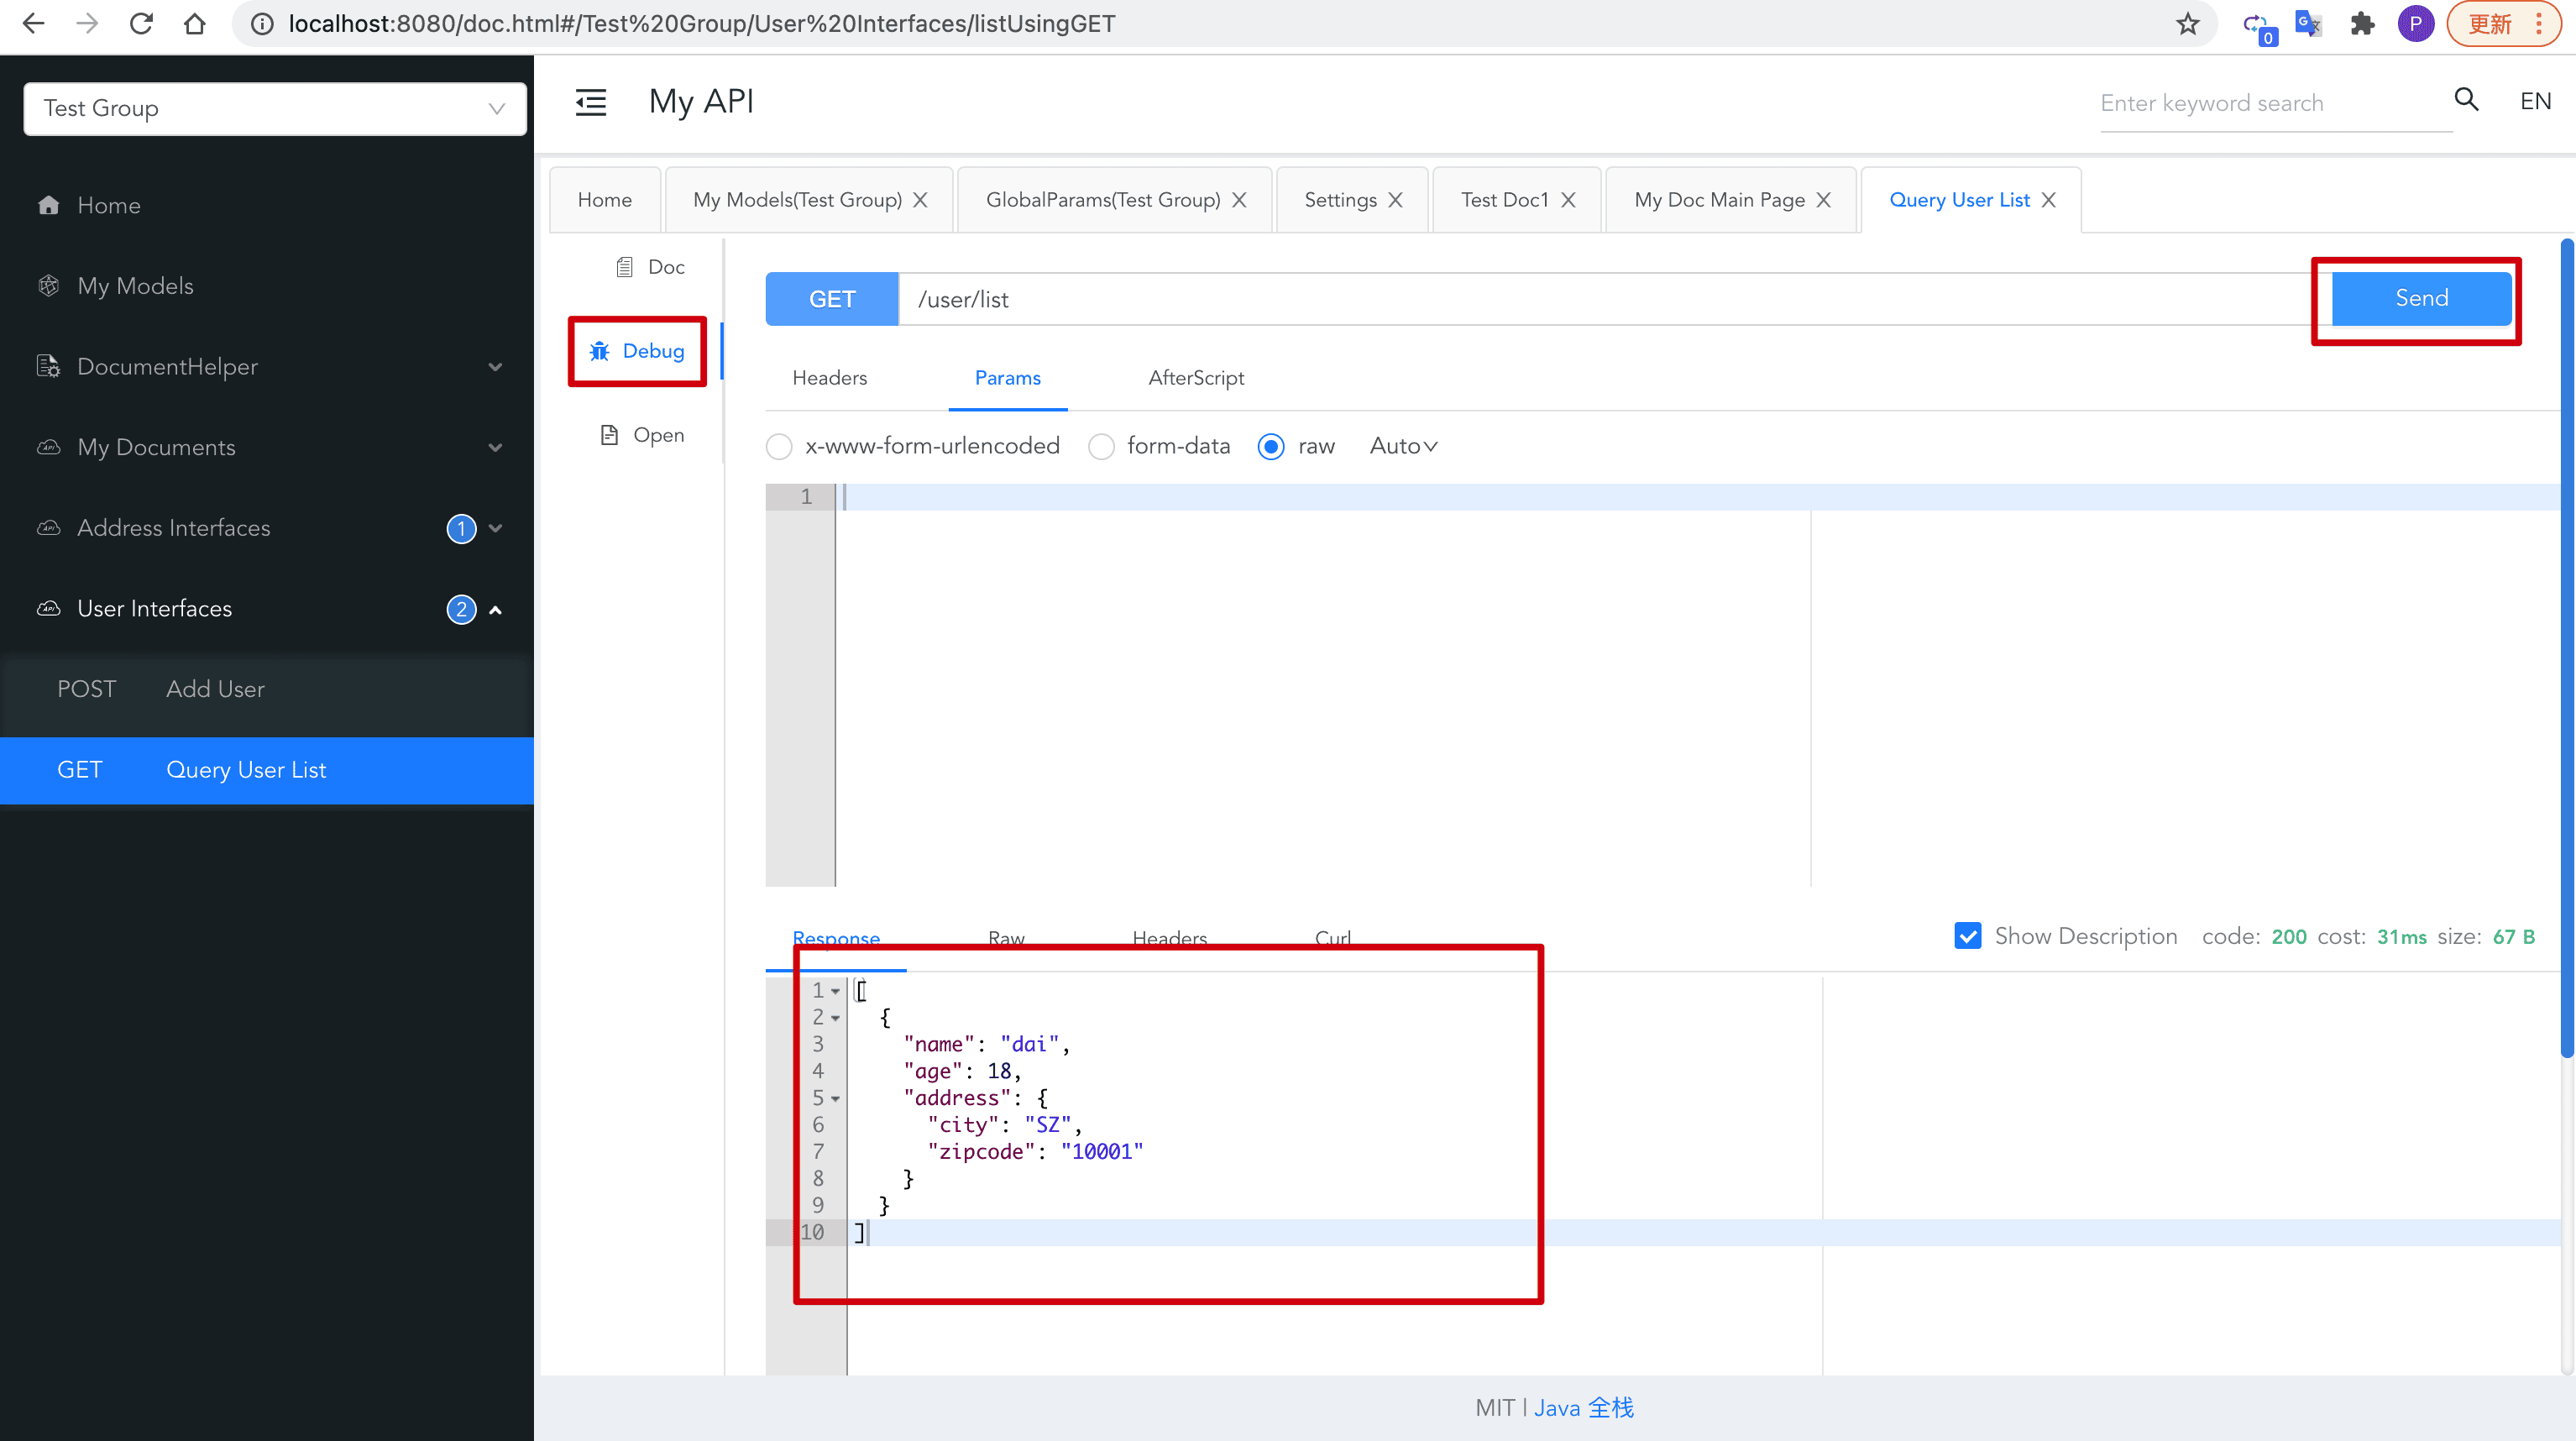 localhost:8080/doc.html#/Test%20Group/User%20Interfaces/listUsingGET
0
P
更新
Test Group
My API
Enter keyword search
EN
Home
My Models
DocumentHelper
My Documents
Address Interfaces 1
User Interfaces 2
POST Add User
GET Query User List
Home
My Models(Test Group)
GlobalParams(Test Group)
Settings
Test Doc1
My Doc Main Page
Query User List
Doc
Debug
Open
GET /user/list Send
Headers Params AfterScript
x-www-form-urlencoded form-data raw Auto
1
Response Raw Headers Curl
Show Description code: 200 cost: 31ms size: 67 B
1 [
2 {
3 "name": "dai",
4 "age": 18,
5 "address": {
6 "city": "SZ",
7 "zipcode": "10001"
8 }
9 }
10 ]
MIT | Java 全栈